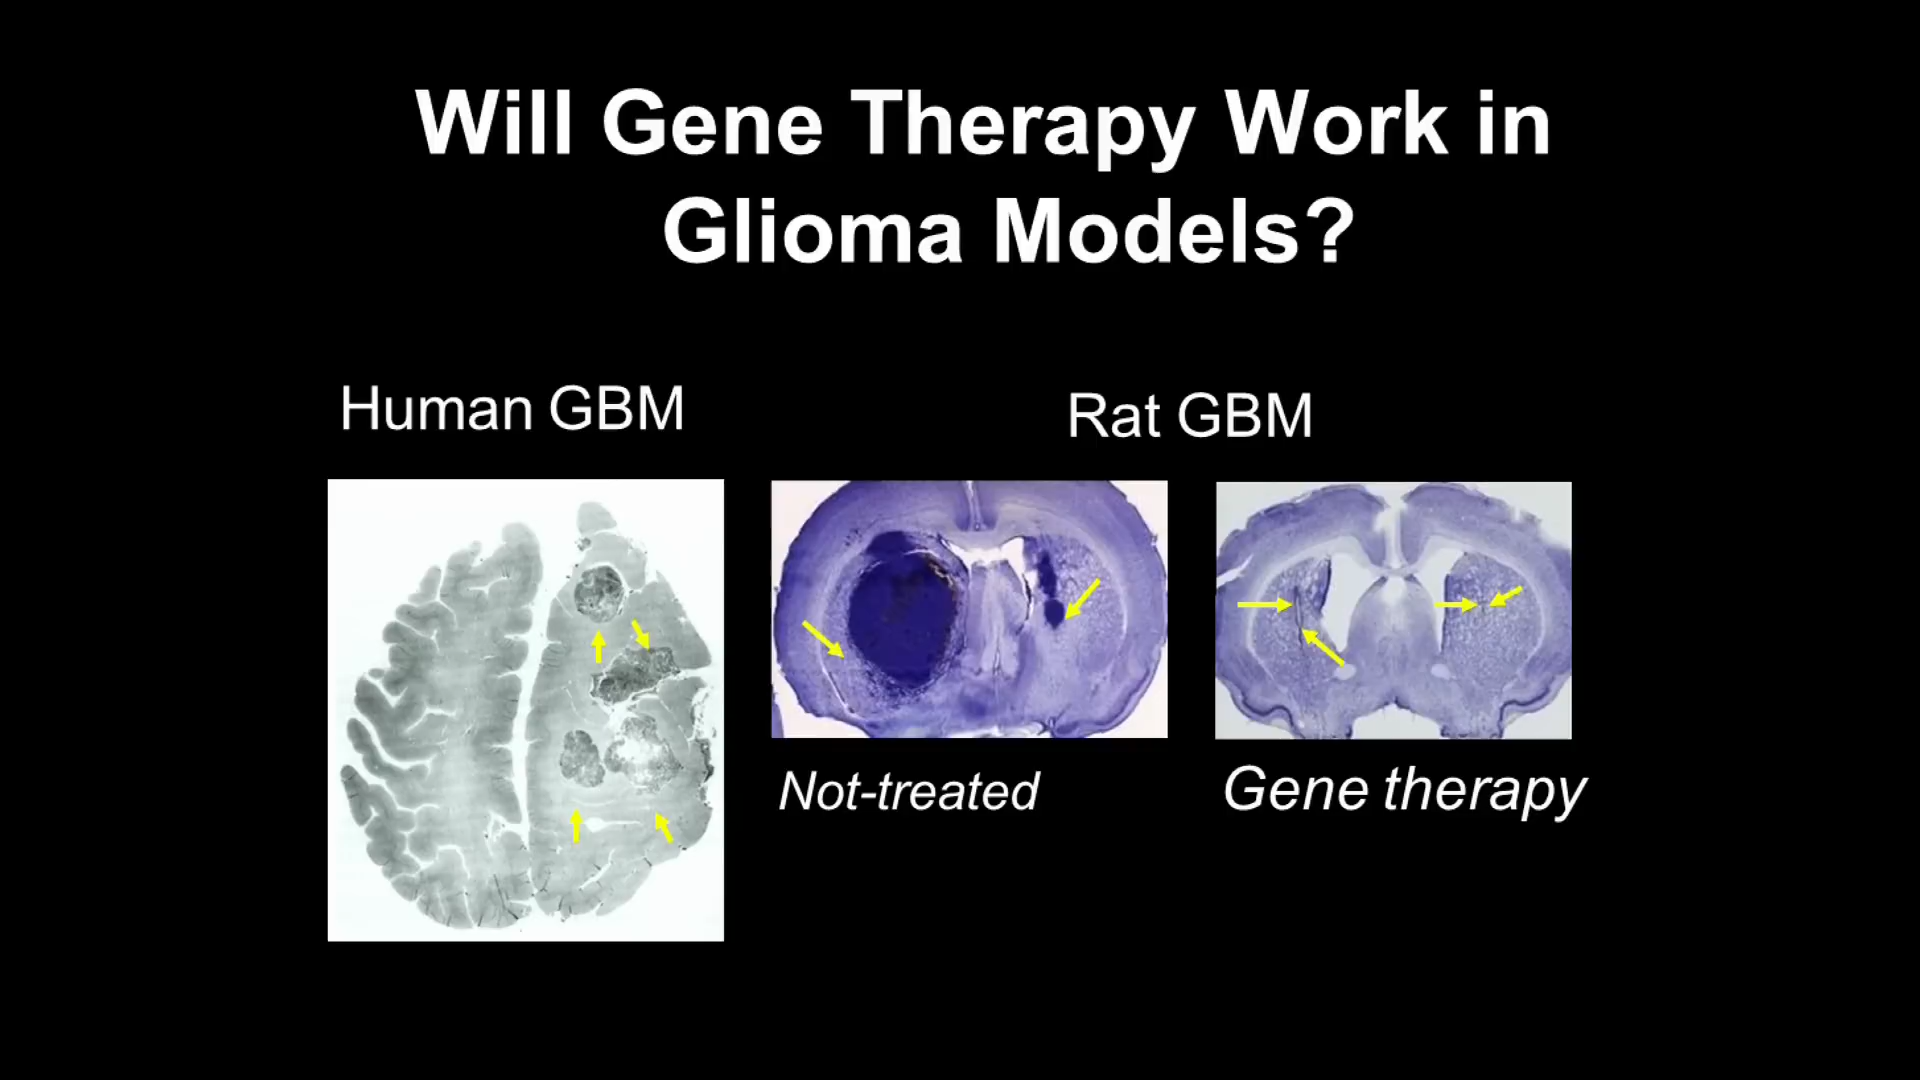 Will Gene Therapy Work in
Glioma Models?
Human GBM
Rat GBM
Not-treated
Gene therapy